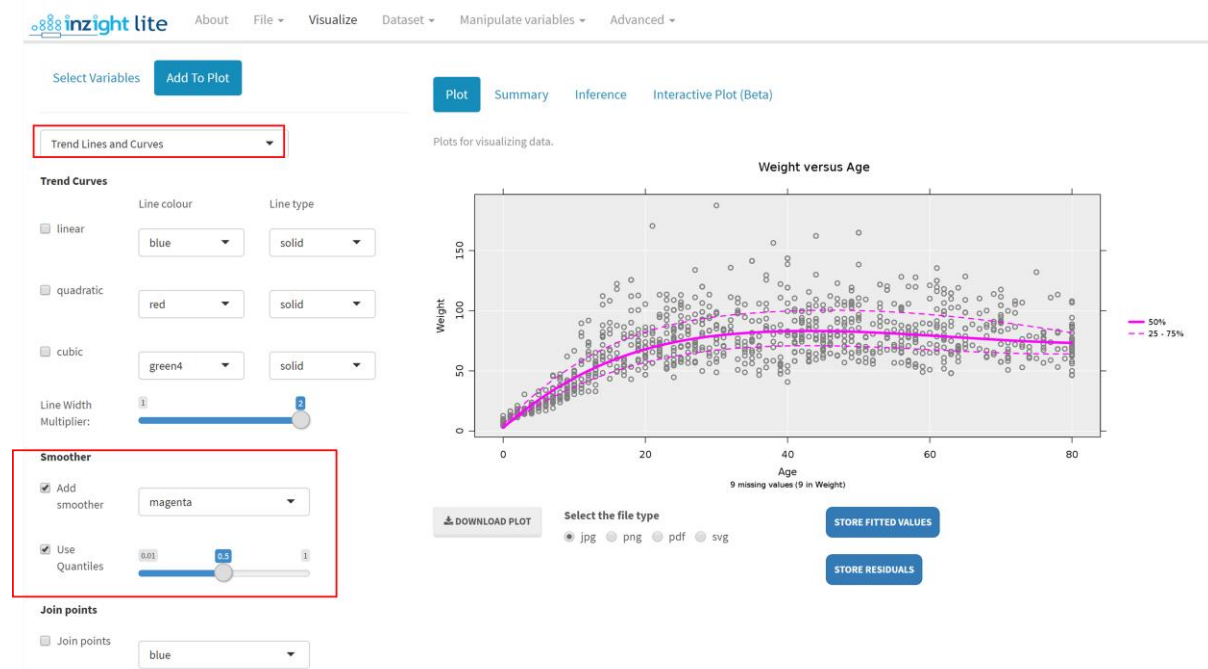 inzight lite About File Visualize Dataset Manipulate variables Advanced
Select Variables Add To Plot
Trend Lines and Curves
Trend Curves
Line colour Line type
linear
blue solid
quadratic
red solid
cubic
green4 solid
Line Width
Multiplier:
1 2
Smoother
Add
smoother
magenta
Use
Quantiles
0.01 0.5 1
Join points
Join points
blue
Plot Summary Inference Interactive Plot (Beta)
Plots for visualizing data.
Weight versus Age
Weight
150
100
50
0
0 20 40 60 80
Age
9 missing values (9 in Weight)
50%
25 - 75%
DOWNLOAD PLOT
Select the file type
jpg png pdf svg
STORE FITTED VALUES
STORE RESIDUALS